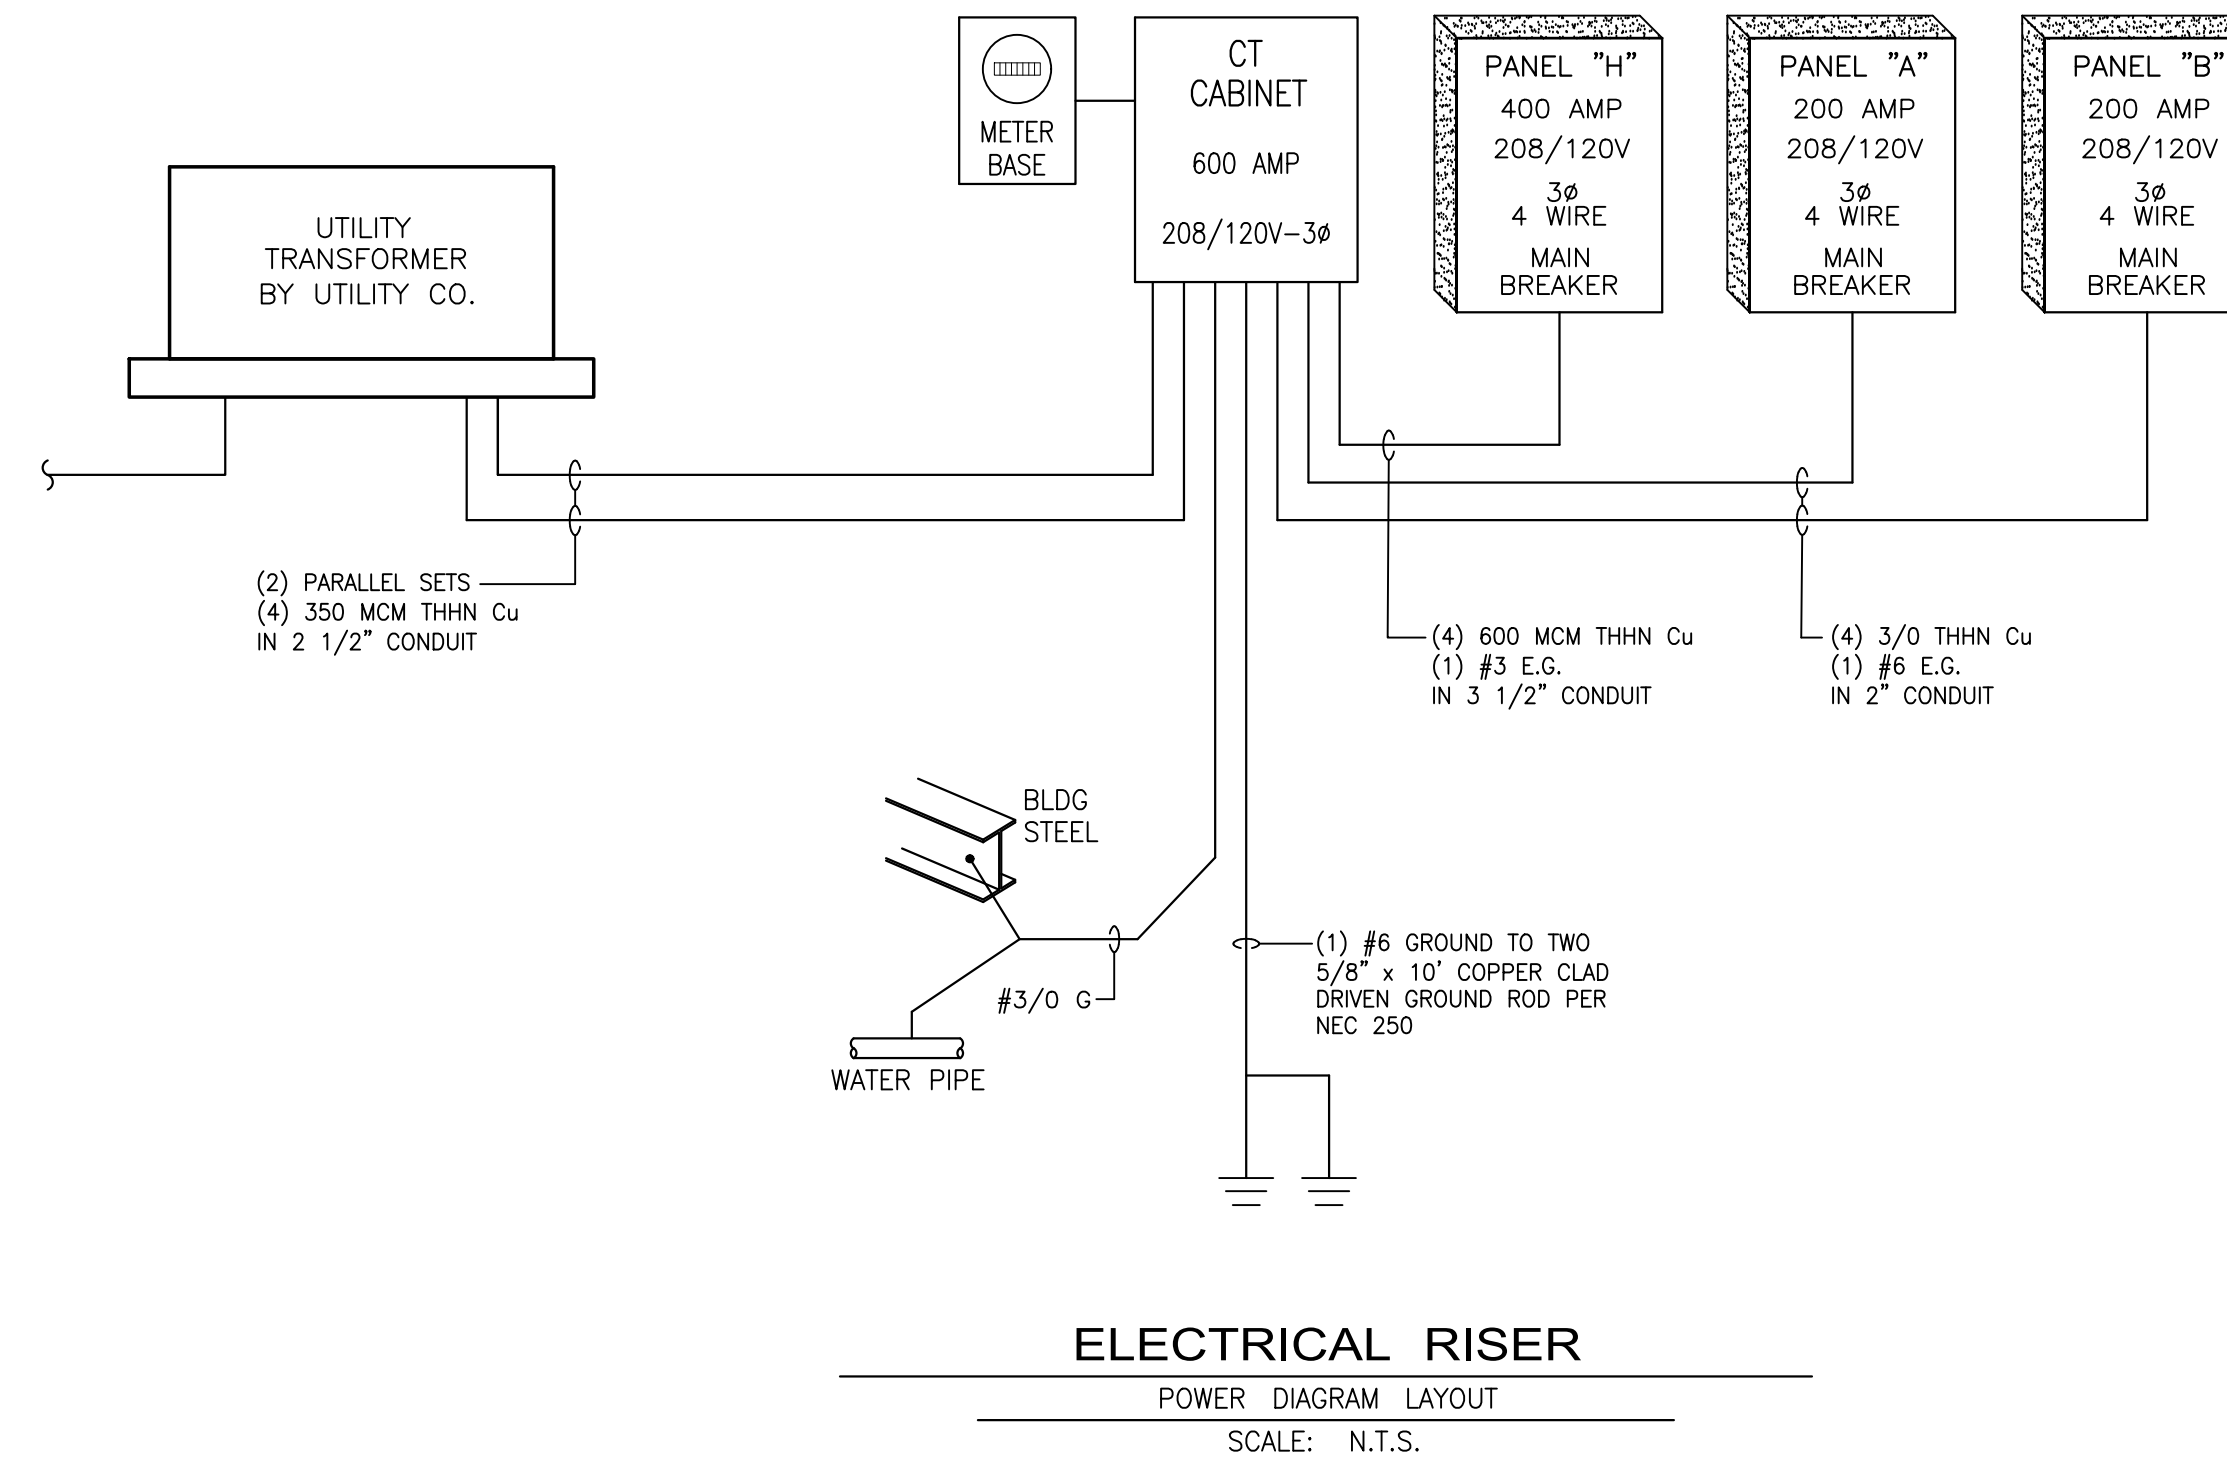 METER
BASE
CT
CABINET
600 AMP
208/120V-3ø
PANEL "H"
400 AMP
208/120V
3ø
4 WIRE
MAIN
BREAKER
PANEL "A"
200 AMP
208/120V
3ø
4 WIRE
MAIN
BREAKER
PANEL "B"
200 AMP
208/120V
3ø
4 WIRE
MAIN
BREAKER
UTILITY
TRANSFORMER
BY UTILITY CO.
(2) PARALLEL SETS
(4) 350 MCM THHN Cu
IN 2 1/2" CONDUIT
(4) 600 MCM THHN Cu
(1) #3 E.G.
IN 3 1/2" CONDUIT
(4) 3/0 THHN Cu
(1) #6 E.G.
IN 2" CONDUIT
BLDG
STEEL
#3/0 G
WATER PIPE
(1) #6 GROUND TO TWO
5/8" x 10' COPPER CLAD
DRIVEN GROUND ROD PER
NEC 250
ELECTRICAL RISER
POWER DIAGRAM LAYOUT
SCALE: N.T.S.